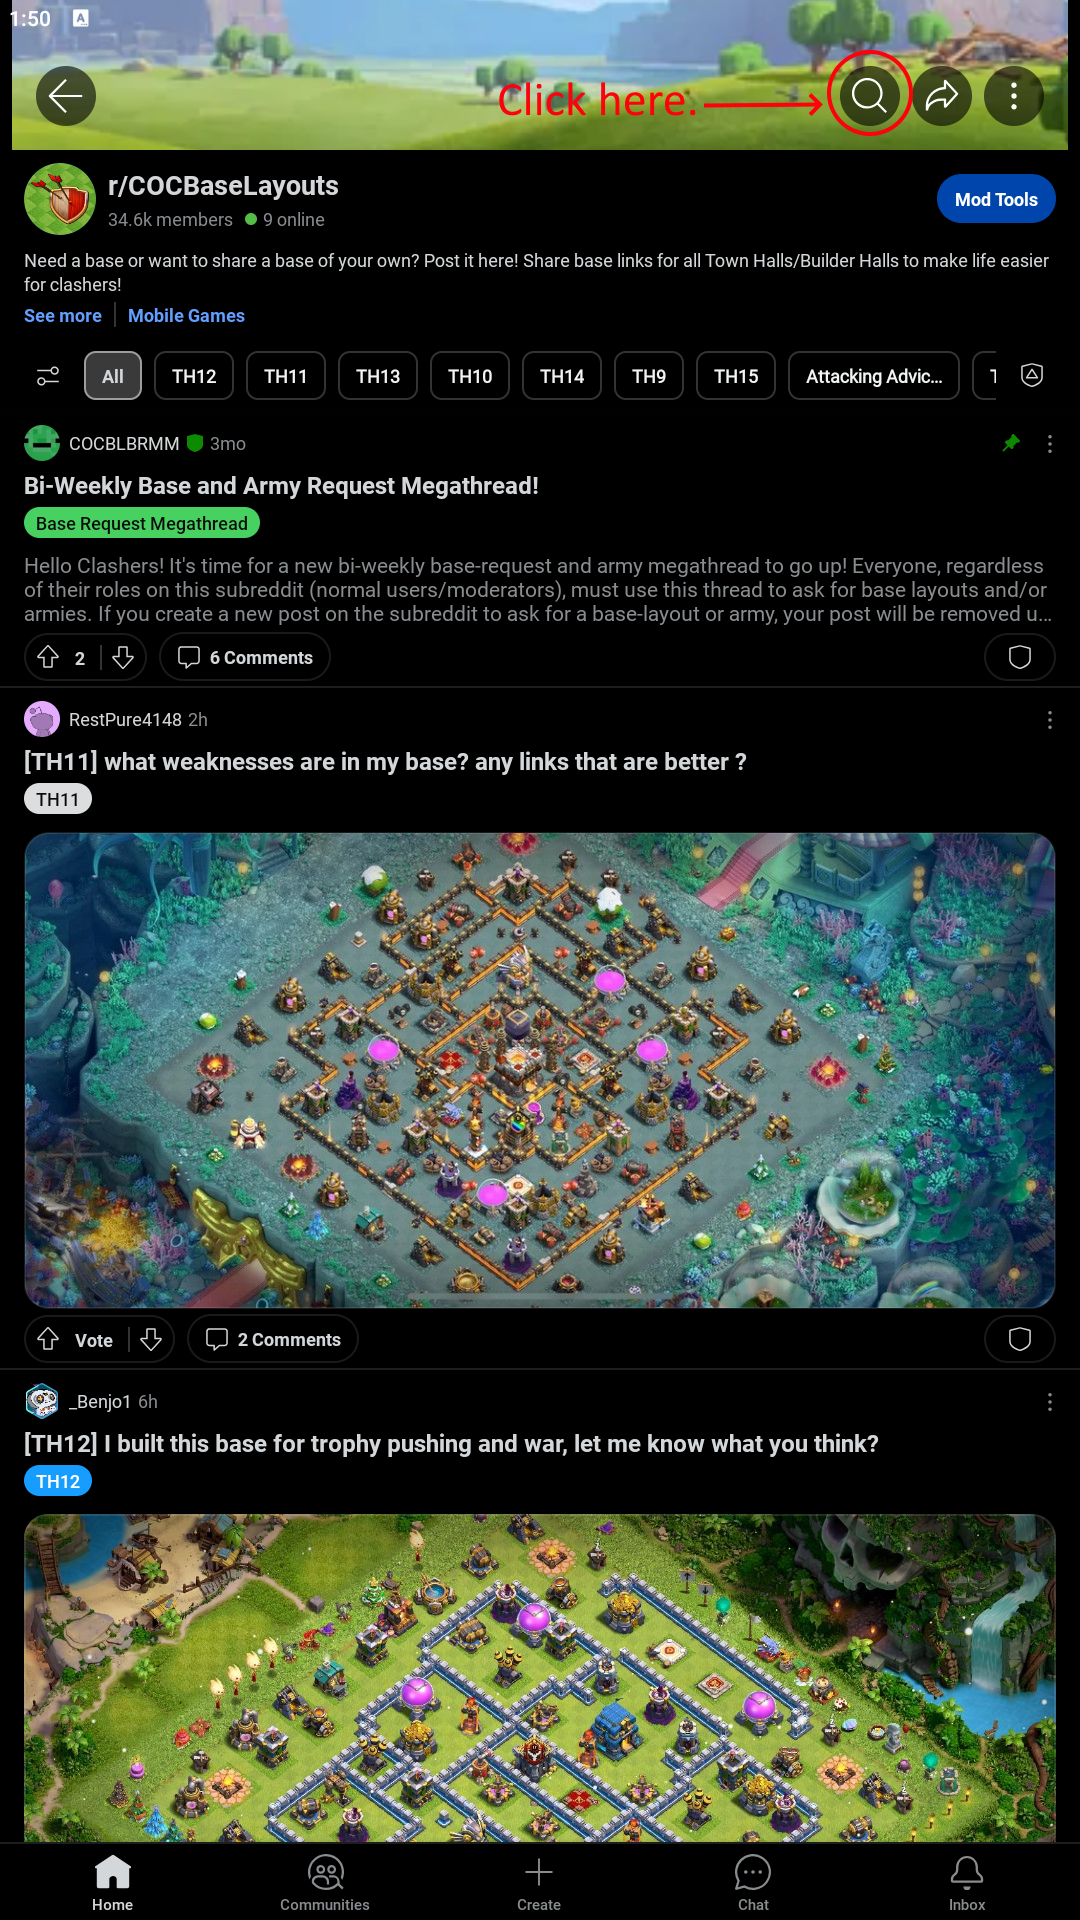 1:50 A
Click here.
r/COCBaseLayouts
34.6k members 9 online
Mod Tools
Need a base or want to share a base of your own? Post it here! Share base links for all Town Halls/Builder Halls to make life easier
for clashers!
See more Mobile Games
All TH12 TH11 TH13 TH10 TH14 TH9 TH15 Attacking Advic...
COCBLBRMM 3mo
Bi-Weekly Base and Army Request Megathread!
Base Request Megathread
Hello Clashers! It's time for a new bi-weekly base-request and army megathread to go up! Everyone, regardless
of their roles on this subreddit (normal users/moderators), must use this thread to ask for base layouts and/or
armies. If you create a new post on the subreddit to ask for a base-layout or army, your post will be removed u...
2 6 Comments
RestPure4148 2h
[TH11] what weaknesses are in my base? any links that are better ?
TH11
Vote 2 Comments
_Benjo1 6h
[TH12] I built this base for trophy pushing and war, let me know what you think?
TH12
Home Communities Create Chat Inbox